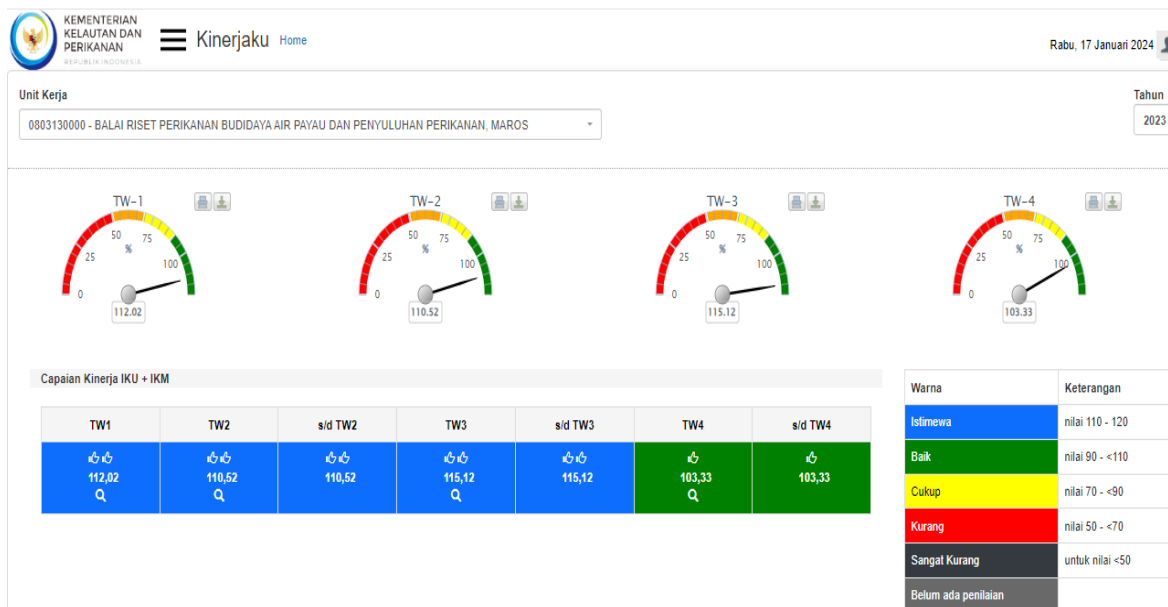 KEMENTERIAN
KELAUTAN DAN
PERIKANAN
REPUBLIK INDONESIA
Kinerjaku Home
Rabu, 17 Januari 2024
Unit Kerja
Tahun
0803130000 - BALAI RISET PERIKANAN BUDIDAYA AIR PAYAU DAN PENYULUHAN PERIKANAN, MAROS
2023
TW-1
0 25 50 75 100
%
112.02
TW-2
0 25 50 75 100
%
110.52
TW-3
0 25 50 75 100
%
115.12
TW-4
0 25 50 75 100
%
103.33
Capaian Kinerja IKU + IKM
TW1 TW2 s/d TW2 TW3 s/d TW3 TW4 s/d TW4
112,02 110,52 110,52 115,12 115,12 103,33 103,33
Warna Keterangan
Istimewa nilai 110 - 120
Baik nilai 90 - <110
Cukup nilai 70 - <90
Kurang nilai 50 - <70
Sangat Kurang untuk nilai <50
Belum ada penilaian